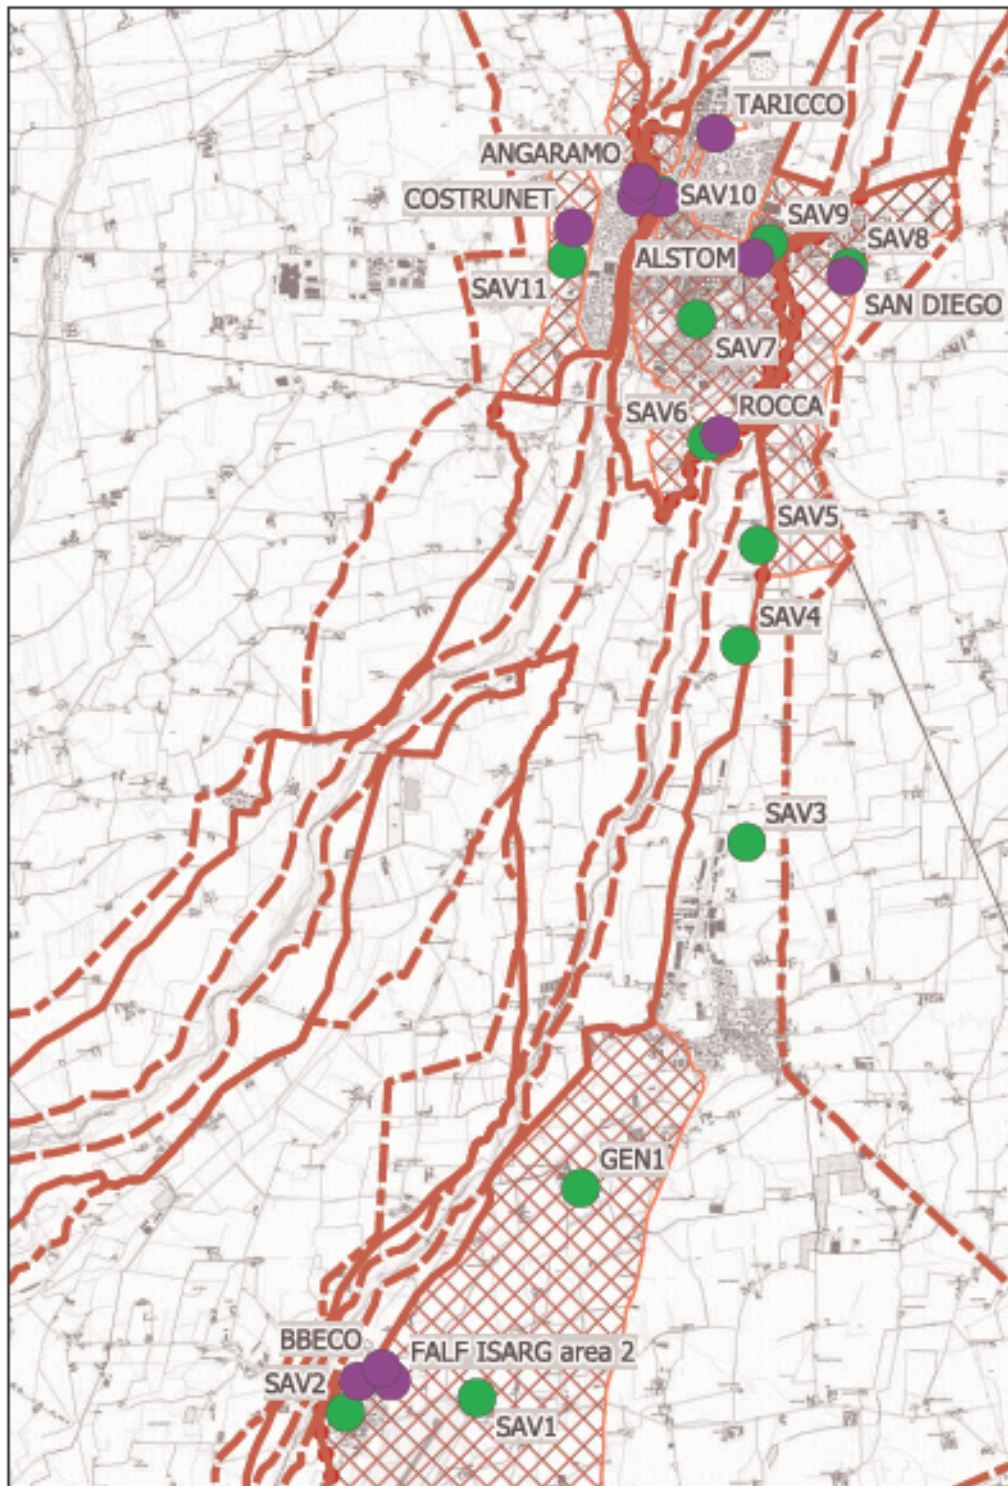 TARICCO
ANGARAMO
COSTRUNET
SAV10
SAV9
SAV8
ALSTOM
SAV11
SAN DIEGO
SAV7
SAV6
ROCCA
SAV5
SAV4
SAV3
GEN1
BBECO
FALF ISARG area 2
SAV2
SAV1